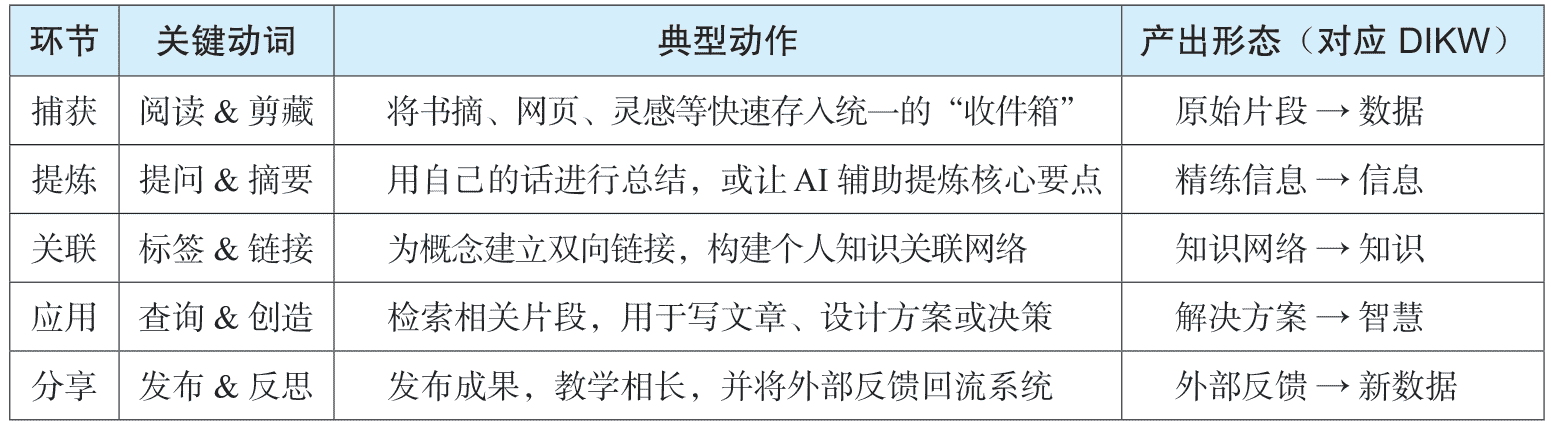 环节 关键动词 典型动作 产出形态（对应 DIKW）
捕获 阅读 & 剪藏 将书摘、网页、灵感等快速存入统一的“收件箱” 原始片段 → 数据
提炼 提问 & 摘要 用自己的话进行总结，或让 AI 辅助提炼核心要点 精练信息 → 信息
关联 标签 & 链接 为概念建立双向链接，构建个人知识关联网络 知识网络 → 知识
应用 查询 & 创造 检索相关片段，用于写文章、设计方案或决策 解决方案 → 智慧
分享 发布 & 反思 发布成果，教学相长，并将外部反馈回流系统 外部反馈 → 新数据